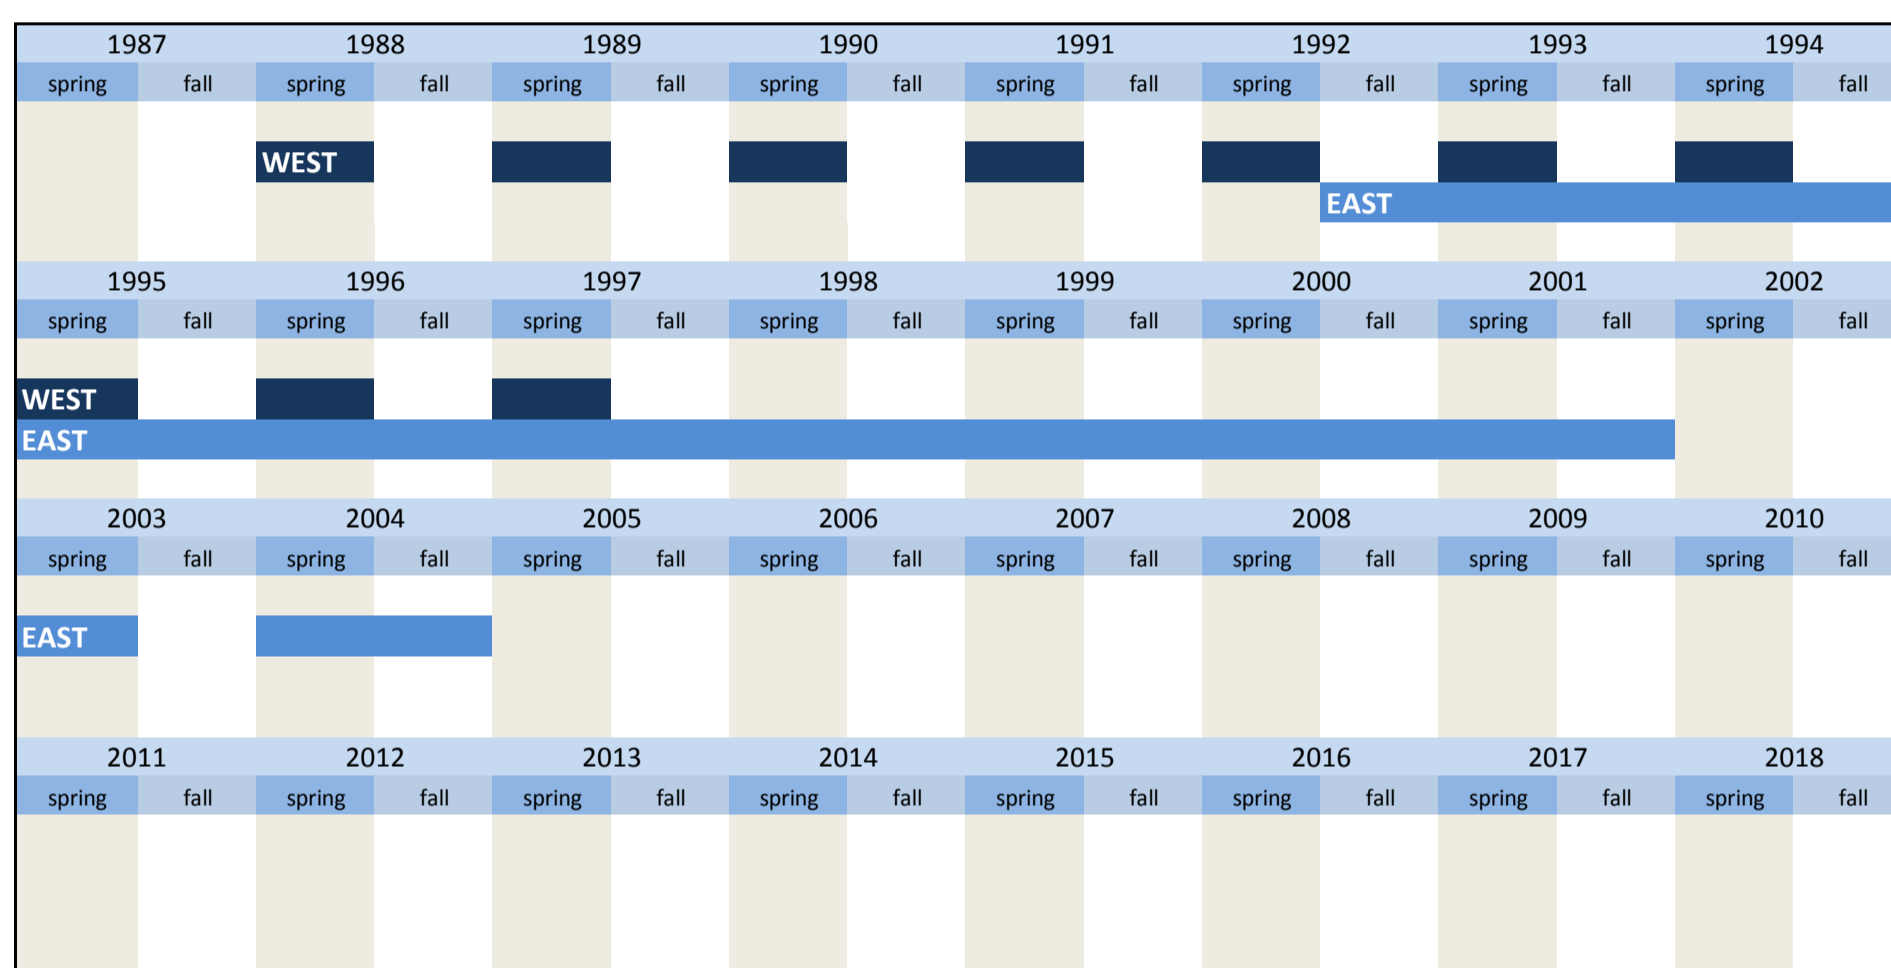 1987 1988 1989 1990 1991 1992 1993 1994
spring fall spring fall spring fall spring fall spring fall spring fall spring fall spring fall
WEST
EAST
1995 1996 1997 1998 1999 2000 2001 2002
spring fall spring fall spring fall spring fall spring fall spring fall spring fall spring fall
WEST
EAST
2003 2004 2005 2006 2007 2008 2009 2010
spring fall spring fall spring fall spring fall spring fall spring fall spring fall spring fall
EAST
2011 2012 2013 2014 2015 2016 2017 2018
spring fall spring fall spring fall spring fall spring fall spring fall spring fall spring fall